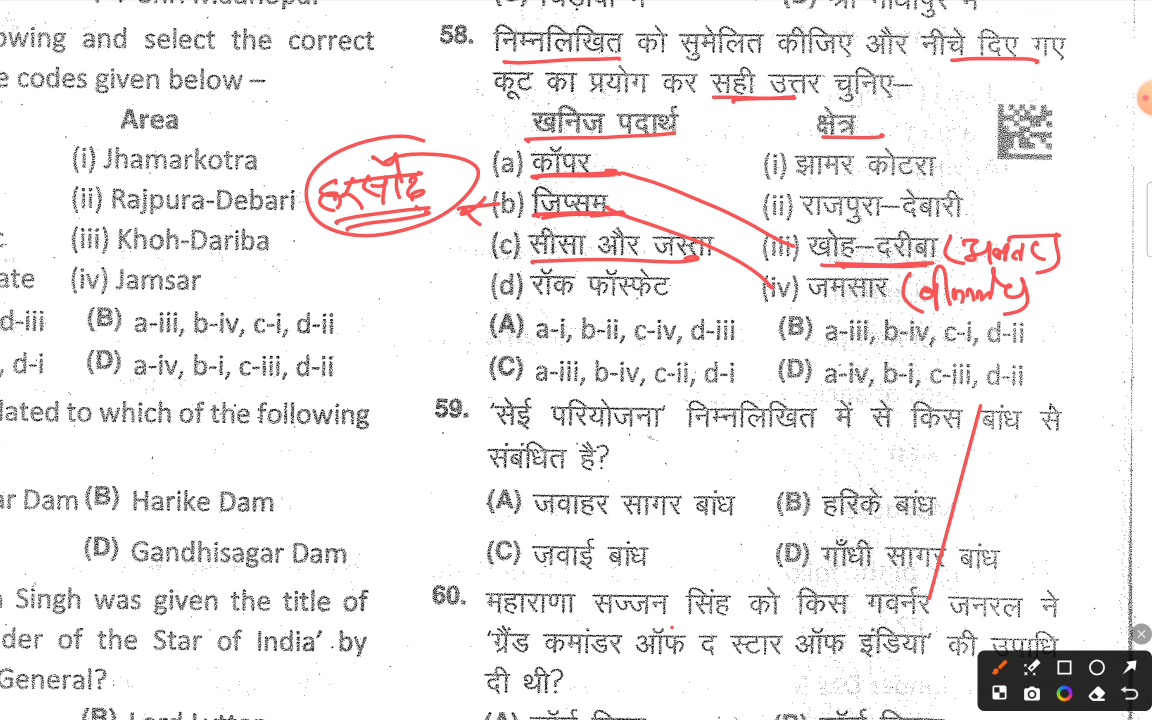 owing and select the correct
e codes given below –
Area
(i) Jhamarkotra
(ii) Rajpura-Debari
(iii) Khoh-Dariba
ate (iv) Jamsar
d-iii (B) a-iii, b-iv, c-i, d-ii
, d-i (D) a-iv, b-i, c-iii, d-ii
lated to which of the following
ar Dam (B) Harike Dam
(D) Gandhisagar Dam
Singh was given the title of
der of the Star of India' by
General?
58. निम्नलिखित को सुमेलित कीजिए और नीचे दिए गए
कूट का प्रयोग कर सही उत्तर चुनिए–
खनिज पदार्थ क्षेत्र
(a) कॉपर (i) झामर कोटरा
(b) जिप्सम (ii) राजपुरा–देबारी
(c) सीसा और जस्ता (iii) खोह–दरीबा
(d) रॉक फॉस्फेट (iv) जमसार
(A) a-i, b-ii, c-iv, d-iii (B) a-iii, b-iv, c-i, d-ii
(C) a-iii, b-iv, c-ii, d-i (D) a-iv, b-i, c-iii, d-ii
59. 'सेई परियोजना' निम्नलिखित में से किस बांध से
संबंधित है?
(A) जवाहर सागर बांध (B) हरिके बांध
(C) जवाई बांध (D) गाँधी सागर बांध
60. महाराणा सज्जन सिंह को किस गवर्नर जनरल ने
'ग्रैंड कमांडर ऑफ द स्टार ऑफ इंडिया' की उपाधि
दी थी?